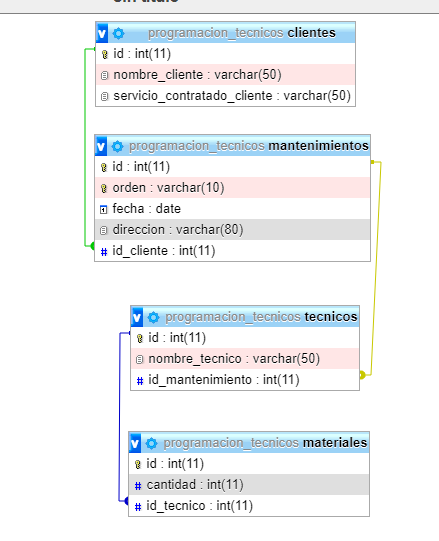 programacion_tecnicos clientes
id : int(11)
nombre_cliente : varchar(50)
servicio_contratado_cliente : varchar(50)
programacion_tecnicos mantenimientos
id : int(11)
orden : varchar(10)
fecha : date
direccion : varchar(80)
# id_cliente : int(11)
programacion_tecnicos tecnicos
id : int(11)
nombre_tecnico : varchar(50)
# id_mantenimiento : int(11)
programacion_tecnicos materiales
id : int(11)
# cantidad : int(11)
# id_tecnico : int(11)